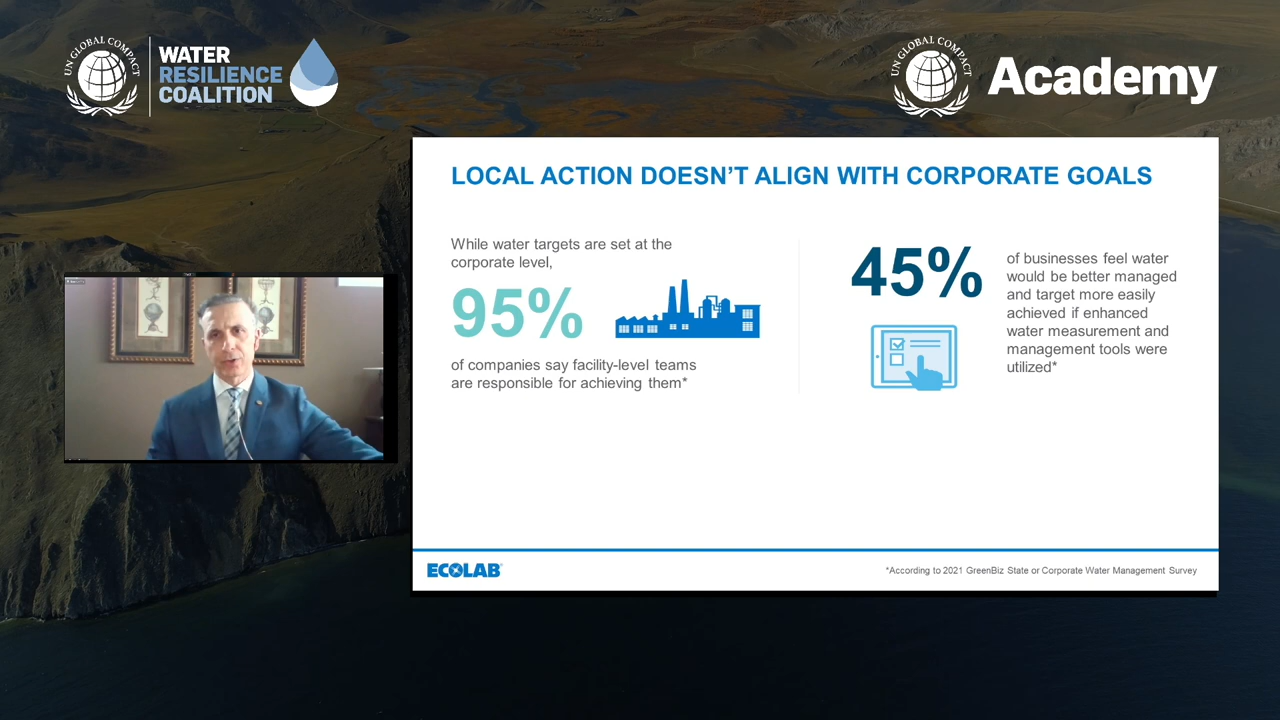 UN GLOBAL COMPACT
WATER
RESILIENCE
COALITION
UN GLOBAL COMPACT
Academy
LOCAL ACTION DOESN'T ALIGN WITH CORPORATE GOALS
While water targets are set at the
corporate level,
95%
of companies say facility-level teams
are responsible for achieving them*
45%
of businesses feel water
would be better managed
and target more easily
achieved if enhanced
water measurement and
management tools were
utilized*
ECOLAB
*According to 2021 GreenBiz State or Corporate Water Management Survey